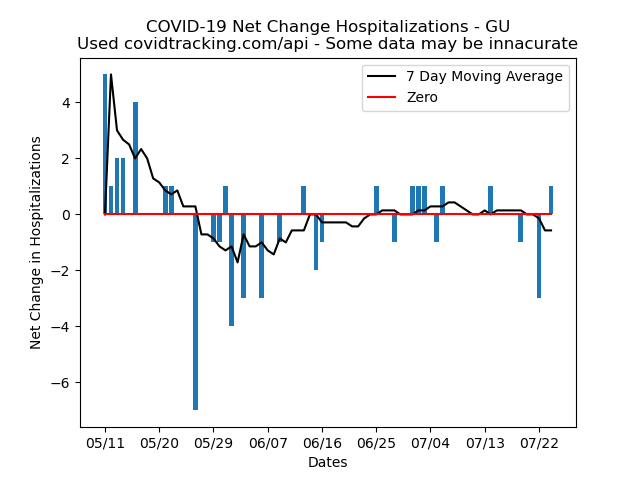 COVID-19 Net Change Hospitalizations - GU
Used covidtracking.com/api - Some data may be innacurate
7 Day Moving Average
Zero
Net Change in Hospitalizations
4
2
0
−2
−4
−6
05/11 05/20 05/29 06/07 06/16 06/25 07/04 07/13 07/22
Dates